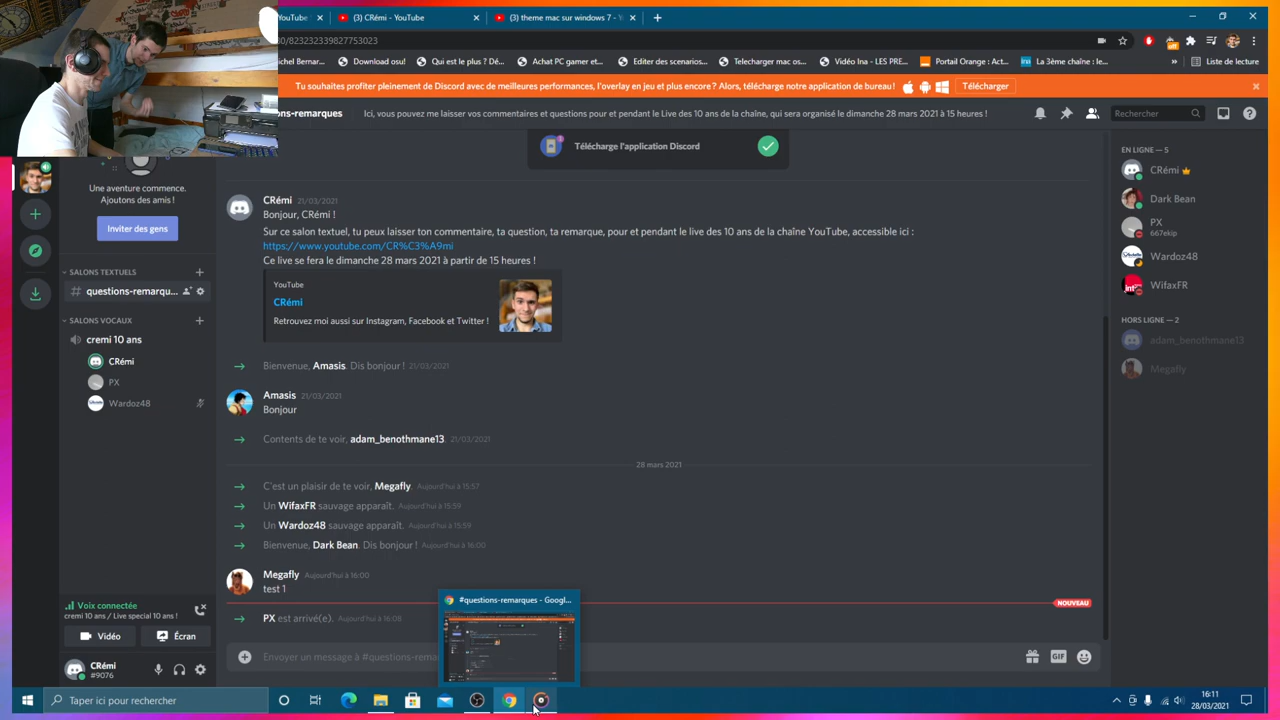 YouTube
(3) CRémi - YouTube
(3) theme mac sur windows 7 - Y
80/823232339827753023
Michel Bernar...
Download osu!
Qui est le plus ? Dé...
Achat PC gamer et...
Editer des scenarios...
Telecharger mac os...
Vidéo Ina - LES PRE...
Portail Orange : Act...
La 3ème chaîne : le...
»
Liste de lecture
Tu souhaites profiter pleinement de Discord avec de meilleures performances, l'overlay en jeu et plus encore ? Alors, télécharge notre application de bureau !
Télécharger
ns-remarques
Ici, vous pouvez me laisser vos commentaires et questions pour et pendant le Live des 10 ans de la chaîne, qui sera organisé le dimanche 28 mars 2021 à partir de 15 heures !
Rechercher
Télécharge l'application Discord
Une aventure commence.
Ajoutons des amis !
Inviter des gens
SALONS TEXTUELS
questions-remarqu...
SALONS VOCAUX
cremi 10 ans
CRémi
PX
Wardoz48
CRémi 21/03/2021
Bonjour, CRémi !
Sur ce salon textuel, tu peux laisser ton commentaire, ta question, ta remarque, pour et pendant le live des 10 ans de la chaîne YouTube, accessible ici :
https://www.youtube.com/CR%C3%A9mi
Ce live se fera le dimanche 28 mars 2021 à partir de 15 heures !
YouTube
CRémi
Retrouvez moi aussi sur Instagram, Facebook et Twitter !
Bienvenue, Amasis. Dis bonjour ! 21/03/2021
Amasis 21/03/2021
Bonjour
Contents de te voir, adam_benothmane13. 21/03/2021
28 mars 2021
C'est un plaisir de te voir, Megafly. Aujourd'hui à 15:57
Un WifaxFR sauvage apparaît. Aujourd'hui à 15:59
Un Wardoz48 sauvage apparaît. Aujourd'hui à 15:59
Bienvenue, Dark Bean. Dis bonjour ! Aujourd'hui à 16:00
Megafly Aujourd'hui à 16:00
test 1
NOUVEAU
PX est arrivé(e). Aujourd'hui à 16:08
Envoyer un message à #questions-rema
GIF
#questions-remarques - Googl...
EN LIGNE — 5
CRémi
Dark Bean
PX
667ekip
Wardoz48
WifaxFR
HORS LIGNE — 2
adam_benothmane13
Megafly
Voix connectée
cremi 10 ans / Live special 10 ans !
Vidéo
Écran
CRémi
#9076
Taper ici pour rechercher
16:11
28/03/2021